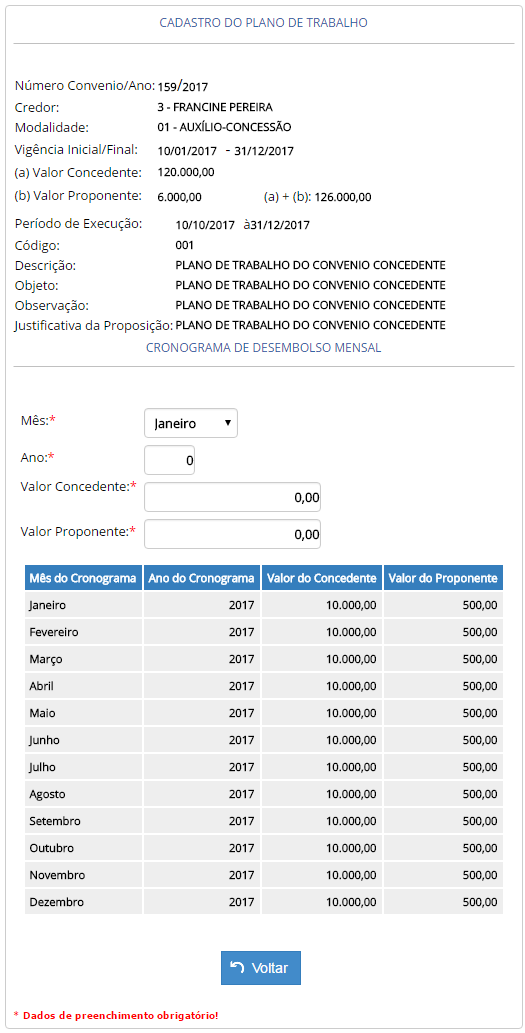 CADASTRO DO PLANO DE TRABALHO
Número Convenio/Ano: 159/2017
Credor: 3 - FRANCINE PEREIRA
Modalidade: 01 - AUXÍLIO-CONCESSÃO
Vigência Inicial/Final: 10/01/2017 - 31/12/2017
(a) Valor Concedente: 120.000,00
(b) Valor Proponente: 6.000,00 (a) + (b): 126.000,00
Período de Execução: 10/10/2017 à31/12/2017
Código: 001
Descrição: PLANO DE TRABALHO DO CONVENIO CONCEDENTE
Objeto: PLANO DE TRABALHO DO CONVENIO CONCEDENTE
Observação: PLANO DE TRABALHO DO CONVENIO CONCEDENTE
Justificativa da Proposição: PLANO DE TRABALHO DO CONVENIO CONCEDENTE
CRONOGRAMA DE DESEMBOLSO MENSAL
Mês:* Janeiro
Ano:* 0
Valor Concedente:* 0,00
Valor Proponente:* 0,00
Mês do Cronograma Ano do Cronograma Valor do Concedente Valor do Proponente
Janeiro 2017 10.000,00 500,00
Fevereiro 2017 10.000,00 500,00
Março 2017 10.000,00 500,00
Abril 2017 10.000,00 500,00
Maio 2017 10.000,00 500,00
Junho 2017 10.000,00 500,00
Julho 2017 10.000,00 500,00
Agosto 2017 10.000,00 500,00
Setembro 2017 10.000,00 500,00
Outubro 2017 10.000,00 500,00
Novembro 2017 10.000,00 500,00
Dezembro 2017 10.000,00 500,00
Voltar
* Dados de preenchimento obrigatório!